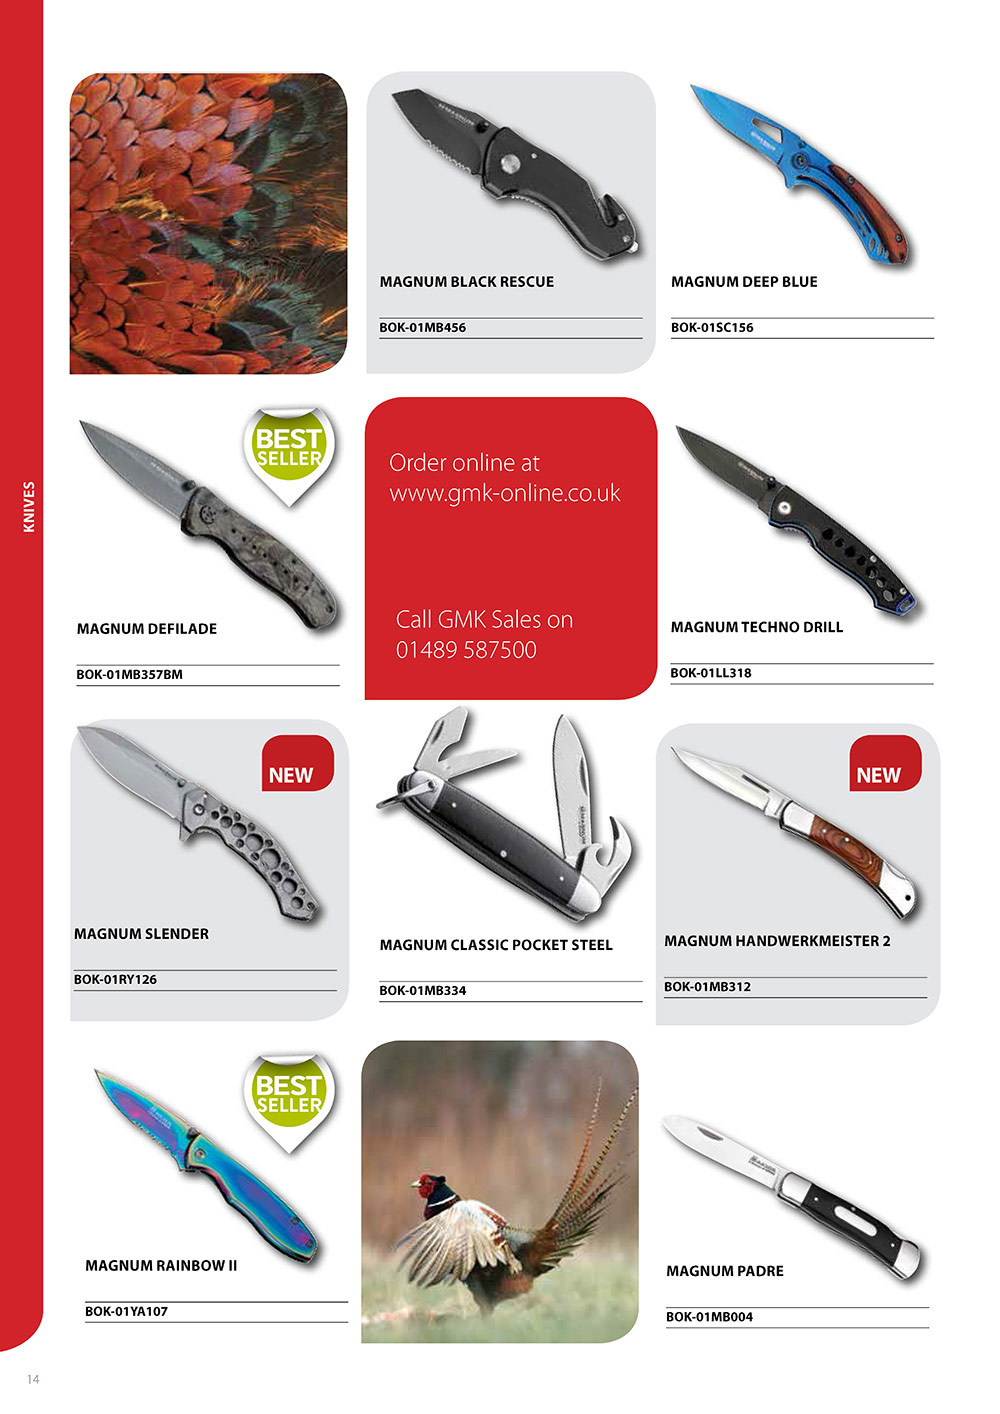 MAGNUM BLACK RESCUE
BOK-01MB456
MAGNUM DEEP BLUE
BOK-01SC156
KNIVES
BEST
SELLER
MAGNUM DEFILADE
BOK-01MB357BM
Order online at
www.gmk-online.co.uk
Call GMK Sales on
01489 587500
MAGNUM TECHNO DRILL
BOK-01LL318
NEW
MAGNUM SLENDER
BOK-01RY126
MAGNUM CLASSIC POCKET STEEL
BOK-01MB334
NEW
MAGNUM HANDWERKMEISTER 2
BOK-01MB312
BEST
SELLER
MAGNUM RAINBOW II
BOK-01YA107
MAGNUM PADRE
BOK-01MB004
14